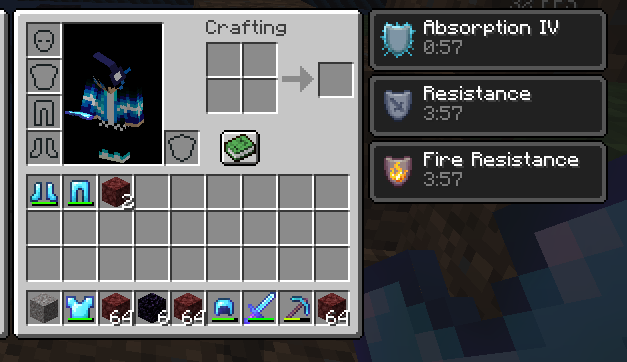 Crafting
Absorption IV
0:57
Resistance
3:57
Fire Resistance
3:57
2
64
6
64
64